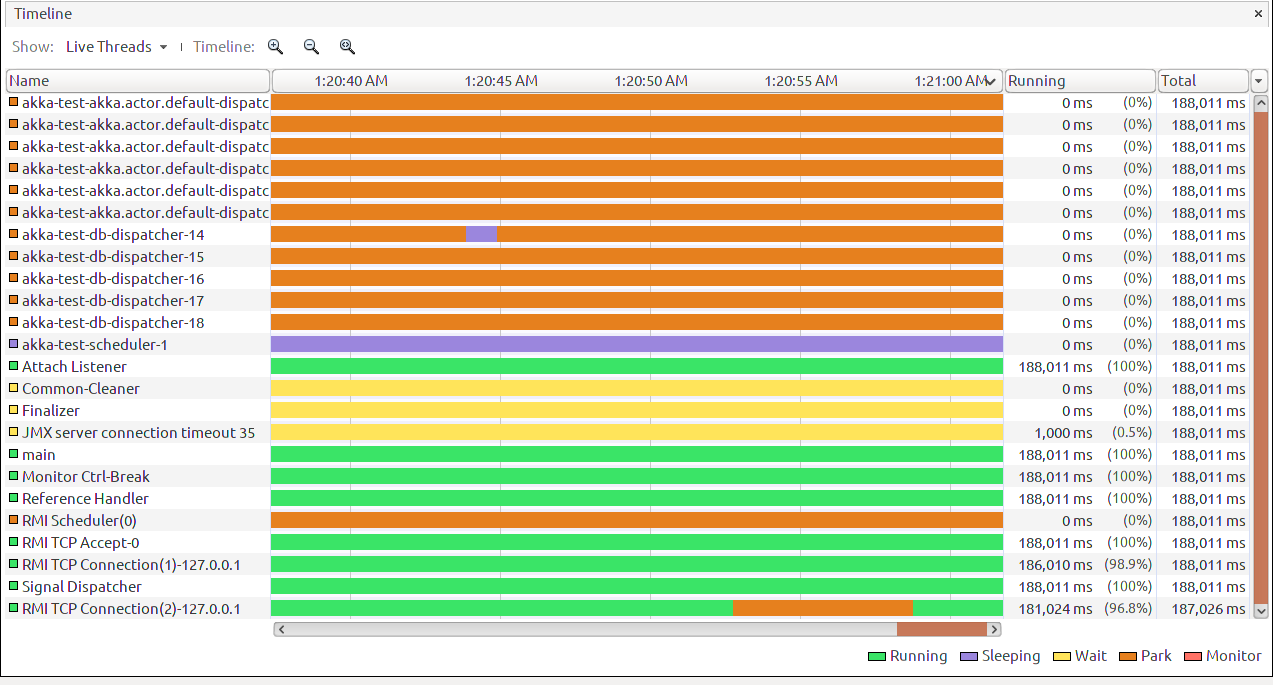 Timeline ×
Show: Live Threads Timeline:
Name 1:20:40 AM 1:20:45 AM 1:20:50 AM 1:20:55 AM 1:21:00 AM Running Total
akka-test-akka.actor.default-dispatc 0 ms (0%) 188,011 ms
akka-test-akka.actor.default-dispatc 0 ms (0%) 188,011 ms
akka-test-akka.actor.default-dispatc 0 ms (0%) 188,011 ms
akka-test-akka.actor.default-dispatc 0 ms (0%) 188,011 ms
akka-test-akka.actor.default-dispatc 0 ms (0%) 188,011 ms
akka-test-akka.actor.default-dispatc 0 ms (0%) 188,011 ms
akka-test-db-dispatcher-14 0 ms (0%) 188,011 ms
akka-test-db-dispatcher-15 0 ms (0%) 188,011 ms
akka-test-db-dispatcher-16 0 ms (0%) 188,011 ms
akka-test-db-dispatcher-17 0 ms (0%) 188,011 ms
akka-test-db-dispatcher-18 0 ms (0%) 188,011 ms
akka-test-scheduler-1 0 ms (0%) 188,011 ms
Attach Listener 188,011 ms (100%) 188,011 ms
Common-Cleaner 0 ms (0%) 188,011 ms
Finalizer 0 ms (0%) 188,011 ms
JMX server connection timeout 35 1,000 ms (0.5%) 188,011 ms
main 188,011 ms (100%) 188,011 ms
Monitor Ctrl-Break 188,011 ms (100%) 188,011 ms
Reference Handler 188,011 ms (100%) 188,011 ms
RMI Scheduler(0) 0 ms (0%) 188,011 ms
RMI TCP Accept-0 188,011 ms (100%) 188,011 ms
RMI TCP Connection(1)-127.0.0.1 186,010 ms (98.9%) 188,011 ms
Signal Dispatcher 188,011 ms (100%) 188,011 ms
RMI TCP Connection(2)-127.0.0.1 181,024 ms (96.8%) 187,026 ms
Running Sleeping Wait Park Monitor